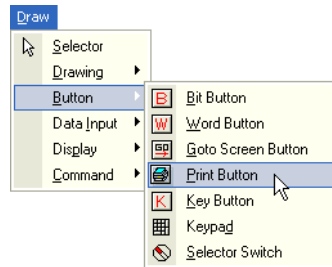 Draw
Selector
Drawing
Button
Data Input
Display
Command
B Bit Button
W Word Button
GO Goto Screen Button
Print Button
K Key Button
Keypad
Selector Switch